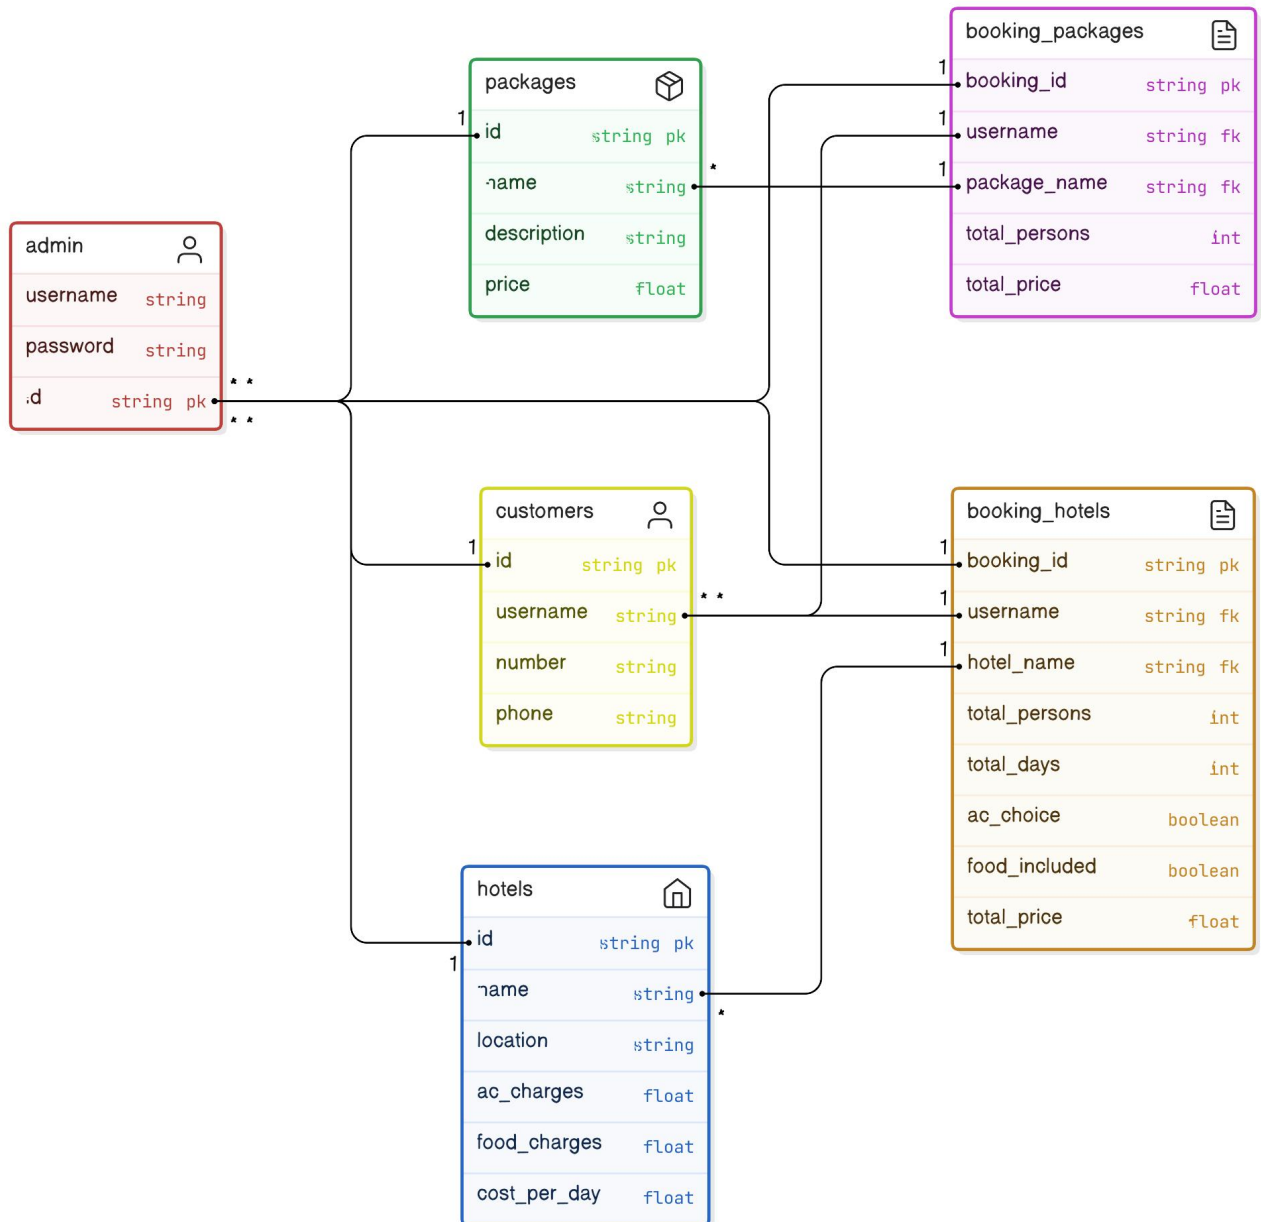 booking_packages
1 booking_id string pk
1 username string fk
1 package_name string fk
total_persons int
total_price float
packages
1 id string pk
name string *
description string
price float
admin
username string
password string
id string pk
* *
* *
customers
1 id string pk
username string * *
number string
phone string
booking_hotels
1 booking_id string pk
1 username string fk
1 hotel_name string fk
total_persons int
total_days int
ac_choice boolean
food_included boolean
total_price float
hotels
id string pk
1
name string
*
location string
ac_charges float
food_charges float
cost_per_day float